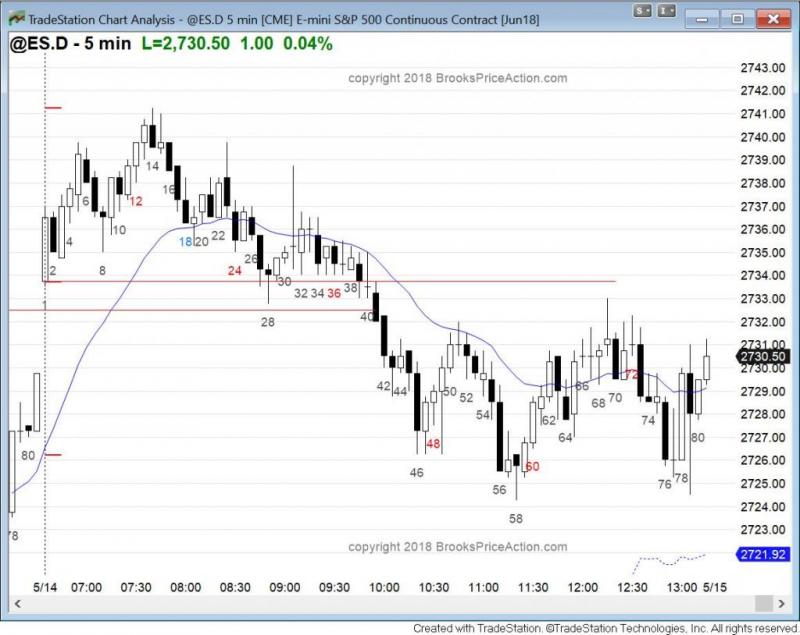 TradeStation Chart Analysis - @ES.D 5 min [CME] E-mini S&P 500 Continuous Contract [Jun18]
S I
@ES.D - 5 min L=2,730.50 1.00 0.04%
copyright 2018 BrooksPriceAction.com
2743.00
2742.00
2741.00
2740.00
2739.00
2738.00
2737.00
2736.00
2735.00
2734.00
2733.00
2732.00
2731.00
2730.50
2730.00
2729.00
2728.00
2727.00
2726.00
2725.00
2724.00
2723.00
2721.92
14
6 12 16
10
4 18 20 22
2 8 24 26
1 30 32 34 36 38
28 40
42 44 50 52 54 62 64 66 68 70 72 74
80 46 48 56 58 60 76 78 80
78
copyright 2018 BrooksPriceAction.com
5/14 07:00 07:30 08:00 08:30 09:00 09:30 10:00 10:30 11:00 11:30 12:00 12:30 13:00 5/15
Created with TradeStation. ©TradeStation Technologies, Inc. All rights reserved.